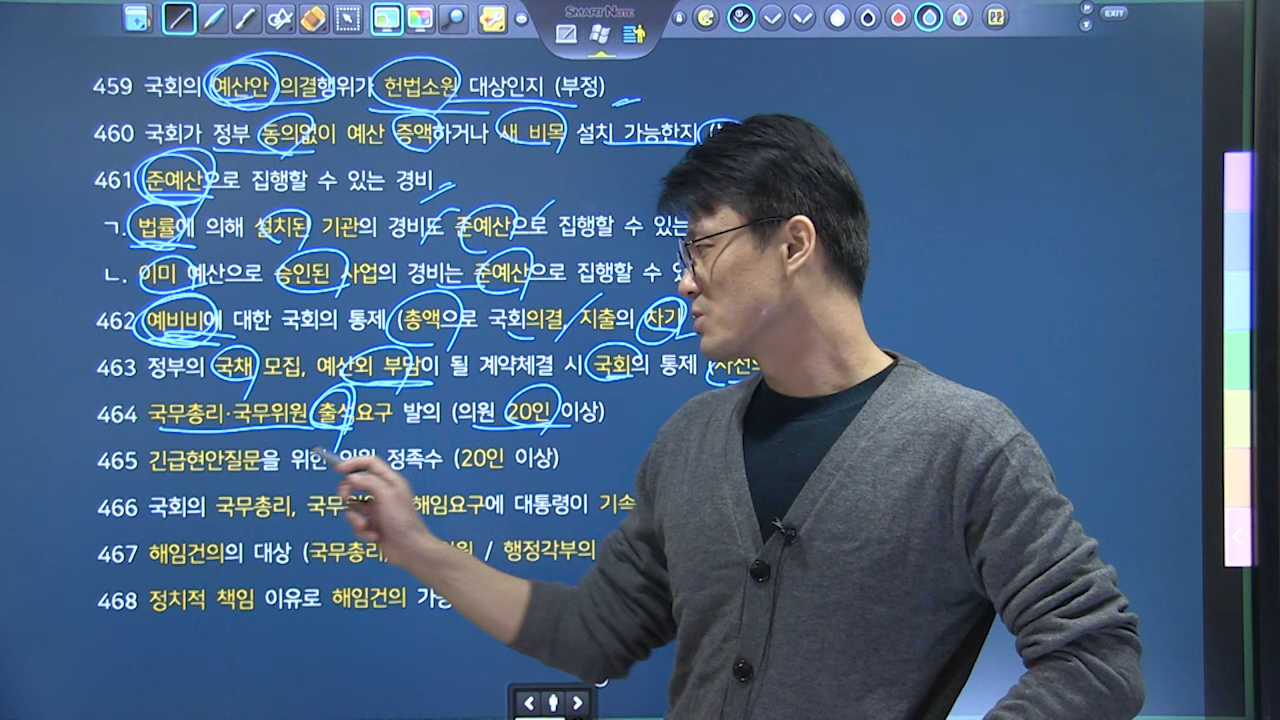 SMARTNOTE
EXIT
459 국회의 예산안 의결행위가 헌법소원 대상인지 (부정)
460 국회가 정부 동의없이 예산 증액하거나 새 비목 설치 가능한지
461 준예산으로 집행할 수 있는 경비
ㄱ. 법률에 의해 설치된 기관의 경비도 준예산으로 집행할 수 있는
ㄴ. 이미 예산으로 승인된 사업의 경비는 준예산으로 집행할 수
462 예비비에 대한 국회의 통제 (총액으로 국회의결, 지출의 차기
463 정부의 국채 모집, 예산외 부담이 될 계약체결 시 국회의 통제 (사전의
464 국무총리·국무위원 출석요구 발의 (의원 20인 이상)
465 긴급현안질문을 위한 의원 정족수 (20인 이상)
466 국회의 국무총리, 해임요구에 대통령이 기속
467 해임건의의 대상 (국무총리, / 행정각부의
468 정치적 책임 이유로 해임건의